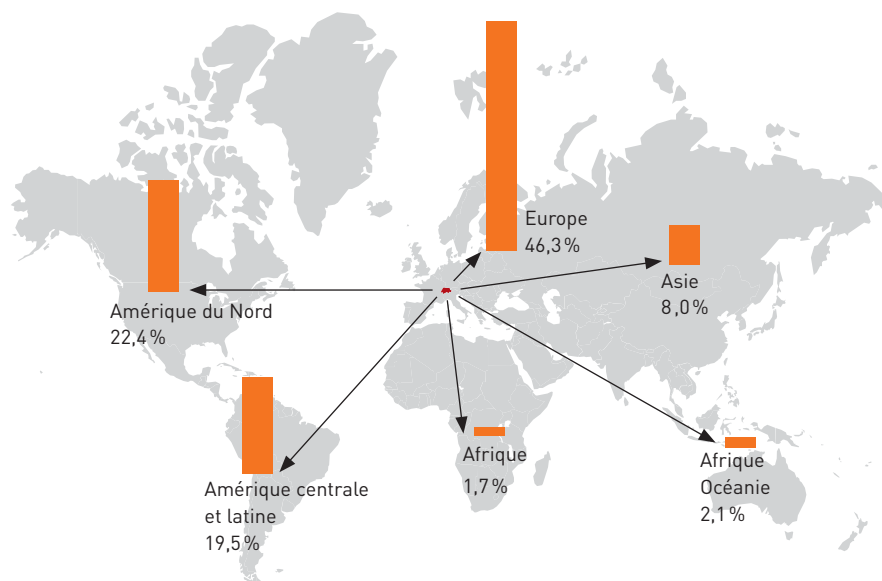 Europe
46,3%
Asie
8,0%
Amérique du Nord
22,4%
Afrique
1,7%
Afrique
Océanie
2,1%
Amérique centrale
et latine
19,5%